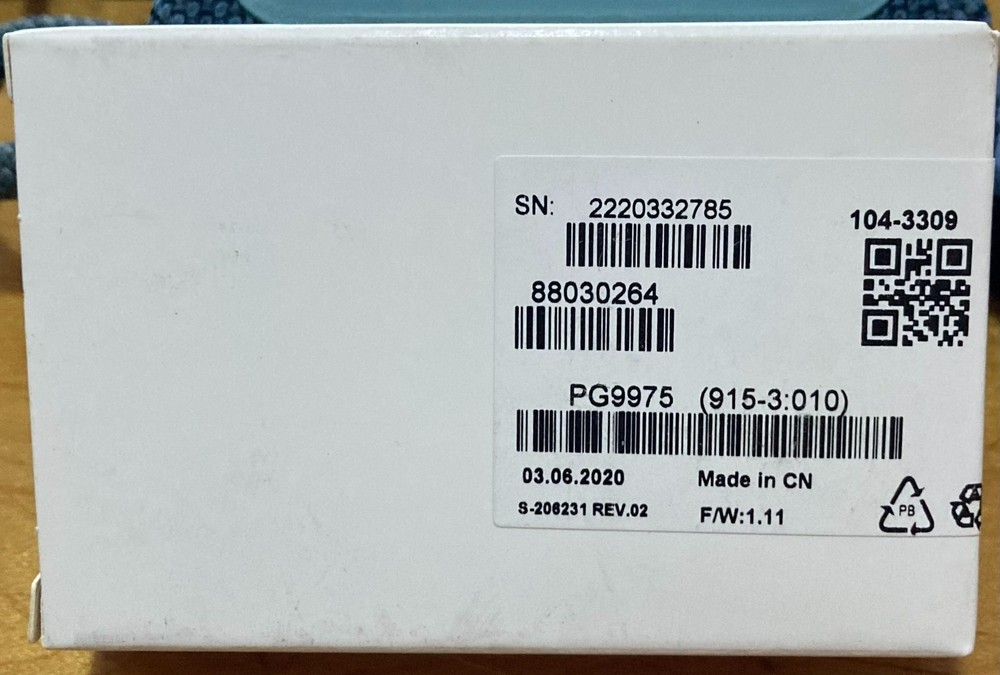 SN: 2220332785
104-3309
88030264
PG9975 (915-3:010)
03.06.2020 Made in CN
S-206231 REV.02 F/W:1.11
PB